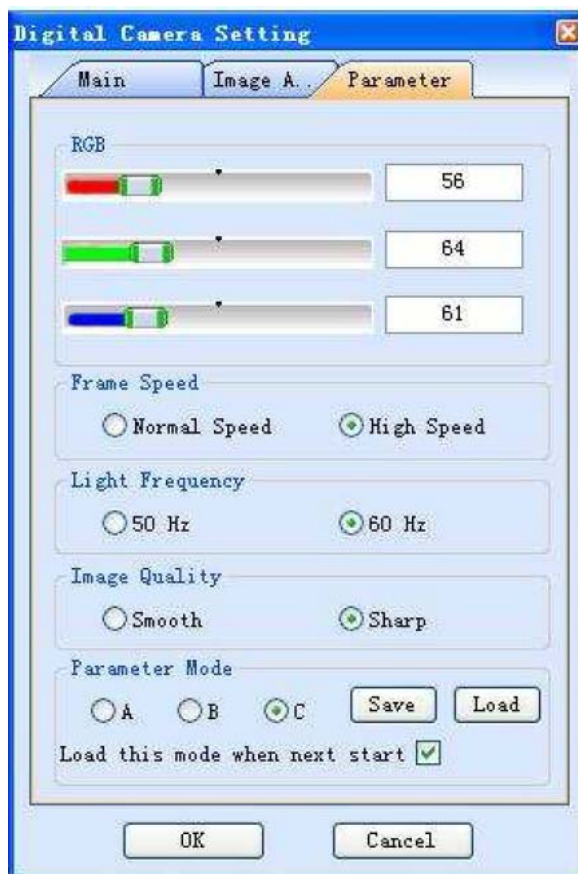 Digital Camera Setting
Main Image A.. Parameter
RGB
56
64
61
Frame Speed
Normal Speed High Speed
Light Frequency
50 Hz 60 Hz
Image Quality
Smooth Sharp
Parameter Mode
A B C Save Load
Load this mode when next start
OK Cancel